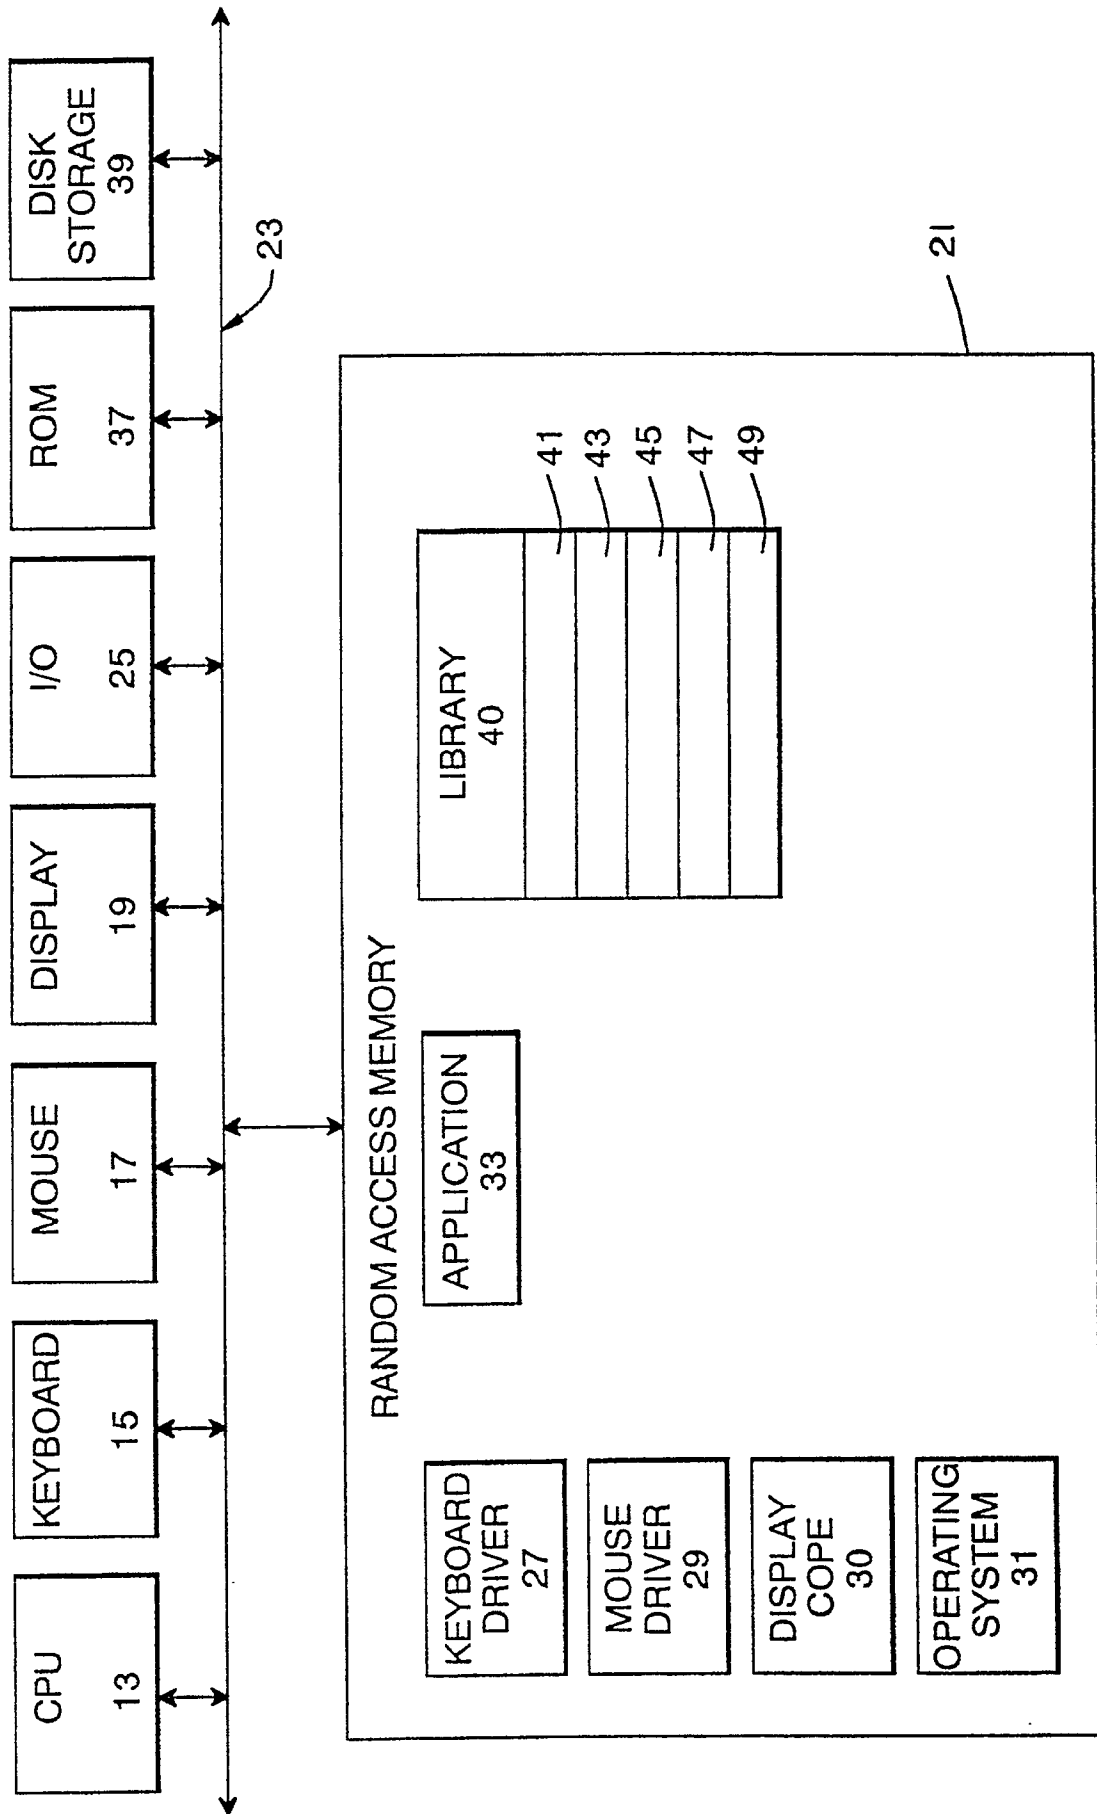 CPU
13
KEYBOARD
15
MOUSE
17
DISPLAY
19
I/O
25
ROM
37
DISK
STORAGE
39
23
21
RANDOM ACCESS MEMORY
KEYBOARD
DRIVER
27
MOUSE
DRIVER
29
DISPLAY
COPE
30
OPERATING
SYSTEM
31
APPLICATION
33
LIBRARY
40
41
43
45
47
49